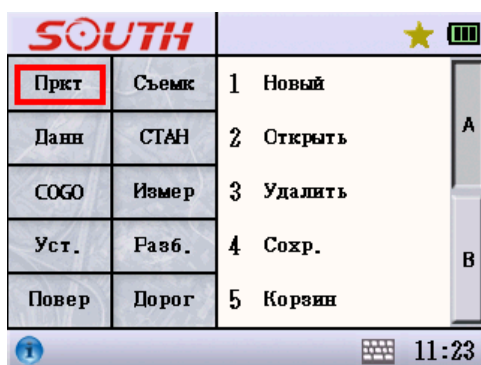 SOUTH
Пркт Съемк 1 Новый
Данн СТАН 2 Открыть A
COGO Измер 3 Удалить
Уст. Разб. 4 Сохр. B
Повер Дорог 5 Корзин
11:23